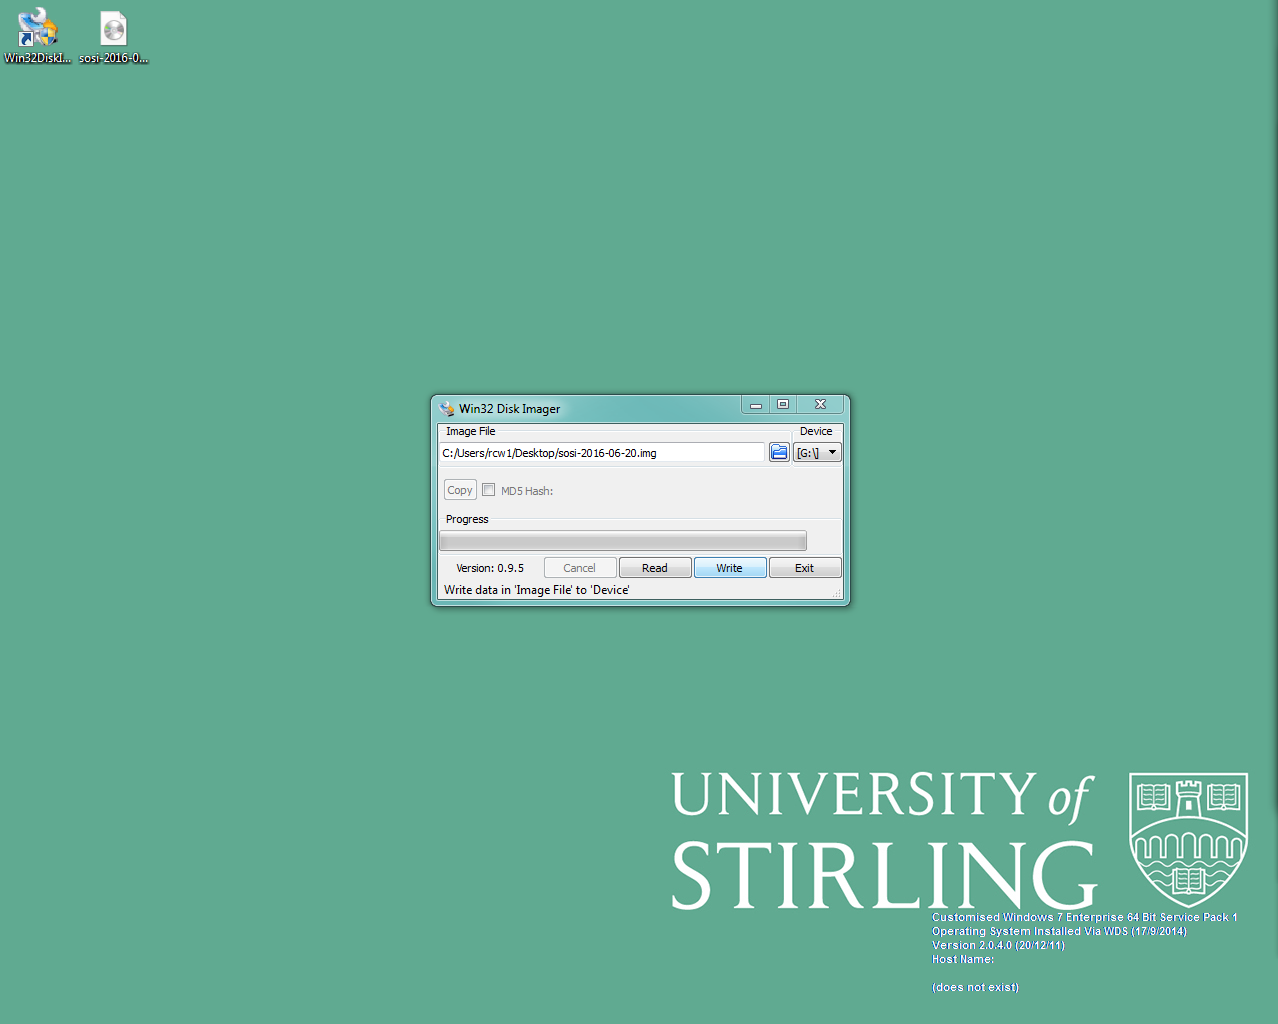 Win32DiskI...
sosi-2016-0...
Win32 Disk Imager
Image File
Device
C:/Users/rcw1/Desktop/sosi-2016-06-20.img
[G:\]
Copy
MD5 Hash:
Progress
Version: 0.9.5
Cancel
Read
Write
Exit
Write data in 'Image File' to 'Device'
UNIVERSITY of
STIRLING
Customised Windows 7 Enterprise 64 Bit Service Pack 1
Operating System Installed Via WDS (17/9/2014)
Version 2.0.4.0 (20/12/11)
Host Name:
(does not exist)